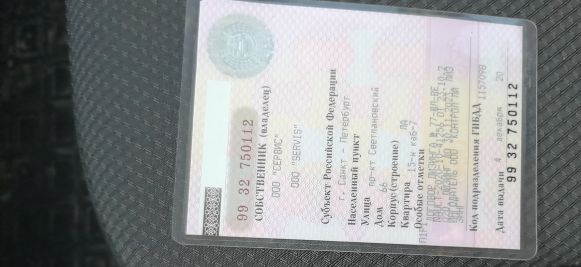 99 32 750112
СОБСТВЕННИК (владелец)
ООО "СЕРВИС"
ООО "SERVIS"
Субъект Российской Федерации
г. Санкт - Петербург
Населенный пункт
Улица пр-кт Светлановский
Дом 66
Корпус(строение) ЛА
Квартира 15-н каб-7
Особые отметки
Код подразделения ГИБДД 1157098
Дата выдачи 4 декабря 20
99 32 750112